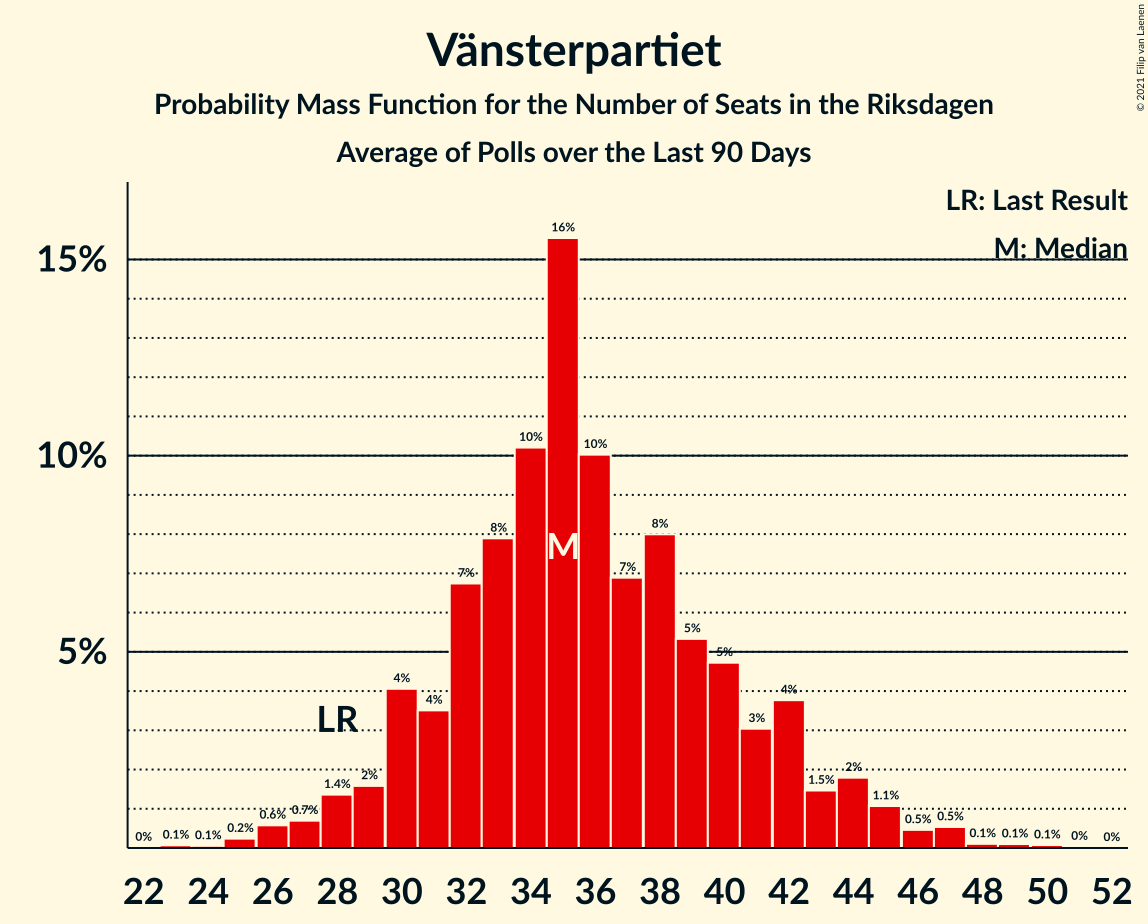 © 2021 Filip van Laenen
Vänsterpartiet
Probability Mass Function for the Number of Seats in the Riksdagen
Average of Polls over the Last 90 Days
LR: Last Result
M: Median
15%
10%
5%
0% 0.1% 0.1% 0.2% 0.6% 0.7% 1.4% 2% 4% 4% 7% 8% 10% 16% 10% 7% 8% 5% 5% 3% 4% 1.5% 2% 1.1% 0.5% 0.5% 0.1% 0.1% 0.1% 0% 0%
M
LR
22 24 26 28 30 32 34 36 38 40 42 44 46 48 50 52